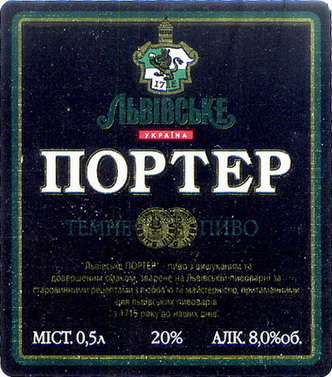 1715
ЛЬВІВСЬКЕ
УКРАЇНА
ПОРТЕР
ТЕМНЕ ПИВО
"Львівське ПОРТЕР" - пиво з вишуканим та
довершеним смаком, зварене на Львівській пивоварні за
старовинними рецептами з любов'ю та майстерністю, притаманними
для львівських пивоварів
з 1715 року до наших днів.
МІСТ. 0,5л 20% АЛК. 8,0%об.